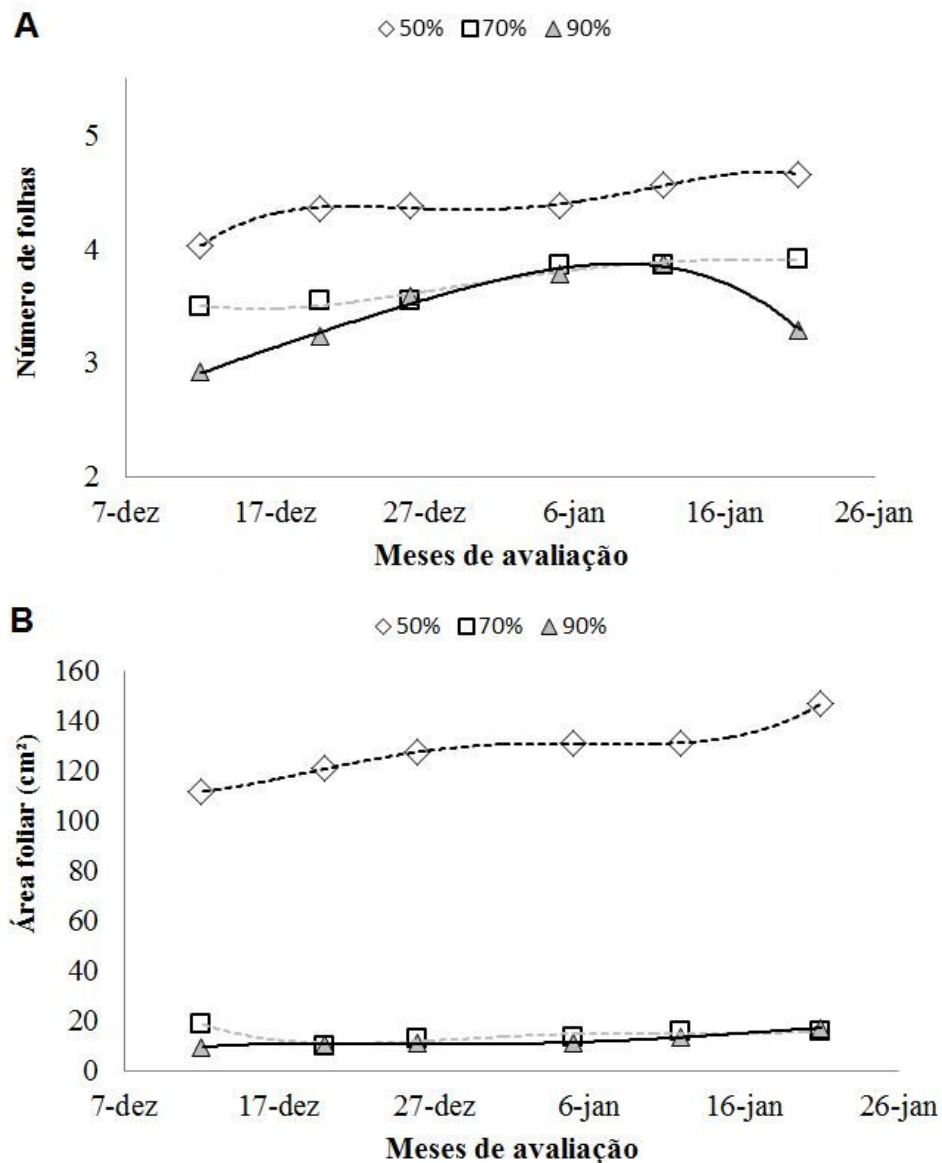 A
50% 70% 90%
Número de folhas
5
4
3
2
7-dez 17-dez 27-dez 6-jan 16-jan 26-jan
Meses de avaliação
B
50% 70% 90%
Área foliar (cm²)
160
140
120
100
80
60
40
20
0
7-dez 17-dez 27-dez 6-jan 16-jan 26-jan
Meses de avaliação